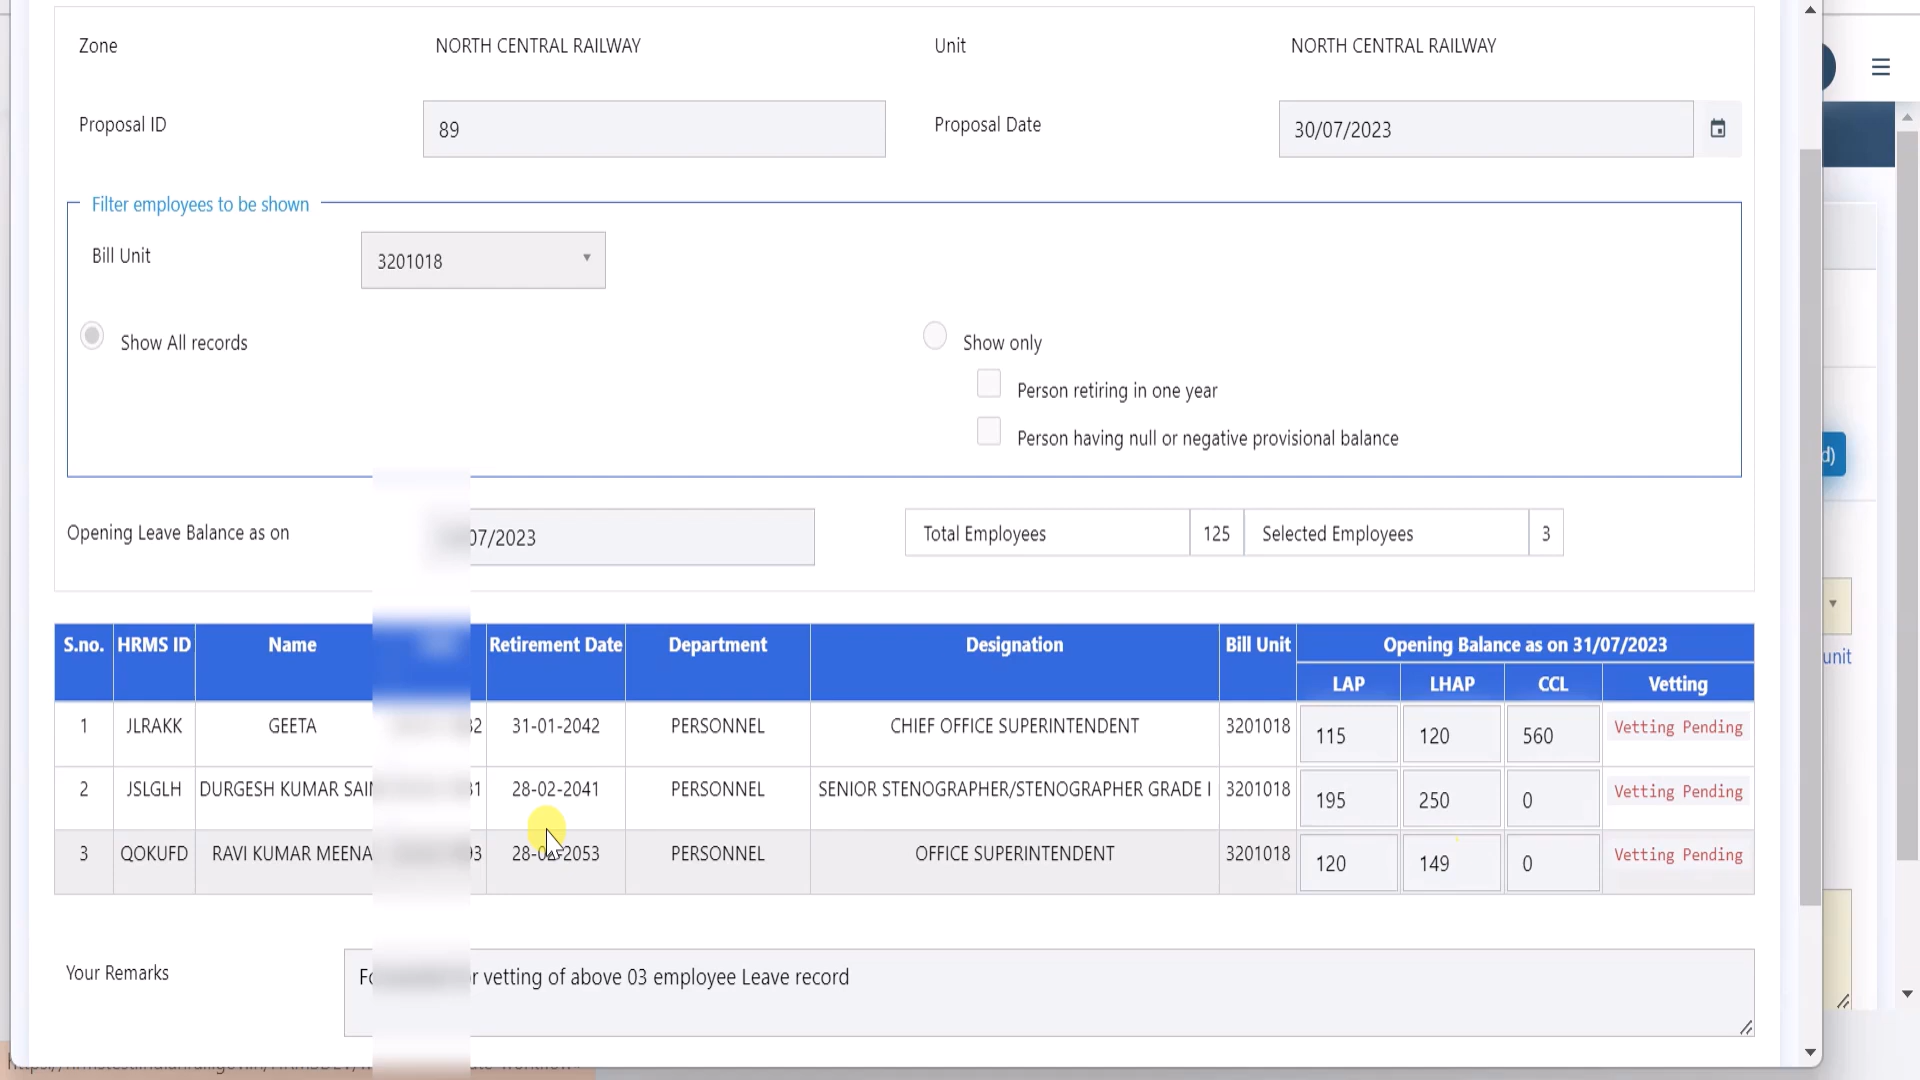 Zone NORTH CENTRAL RAILWAY Unit NORTH CENTRAL RAILWAY
Proposal ID 89 Proposal Date 30/07/2023
Filter employees to be shown
Bill Unit 3201018
Show All records Show only
Person retiring in one year
Person having null or negative provisional balance
Opening Leave Balance as on 07/2023 Total Employees 125 Selected Employees 3
S.no. HRMS ID Name Retirement Date Department Designation Bill Unit Opening Balance as on 31/07/2023
LAP LHAP CCL Vetting
1 JLRAKK GEETA 31-01-2042 PERSONNEL CHIEF OFFICE SUPERINTENDENT 3201018 115 120 560 Vetting Pending
2 JSLGLH DURGESH KUMAR 28-02-2041 PERSONNEL SENIOR STENOGRAPHER/STENOGRAPHER GRADE I 3201018 195 250 0 Vetting Pending
3 QOKUFD RAVI KUMAR MEENA 28-02-2053 PERSONNEL OFFICE SUPERINTENDENT 3201018 120 149 0 Vetting Pending
Your Remarks vetting of above 03 employee Leave record
d)
unit